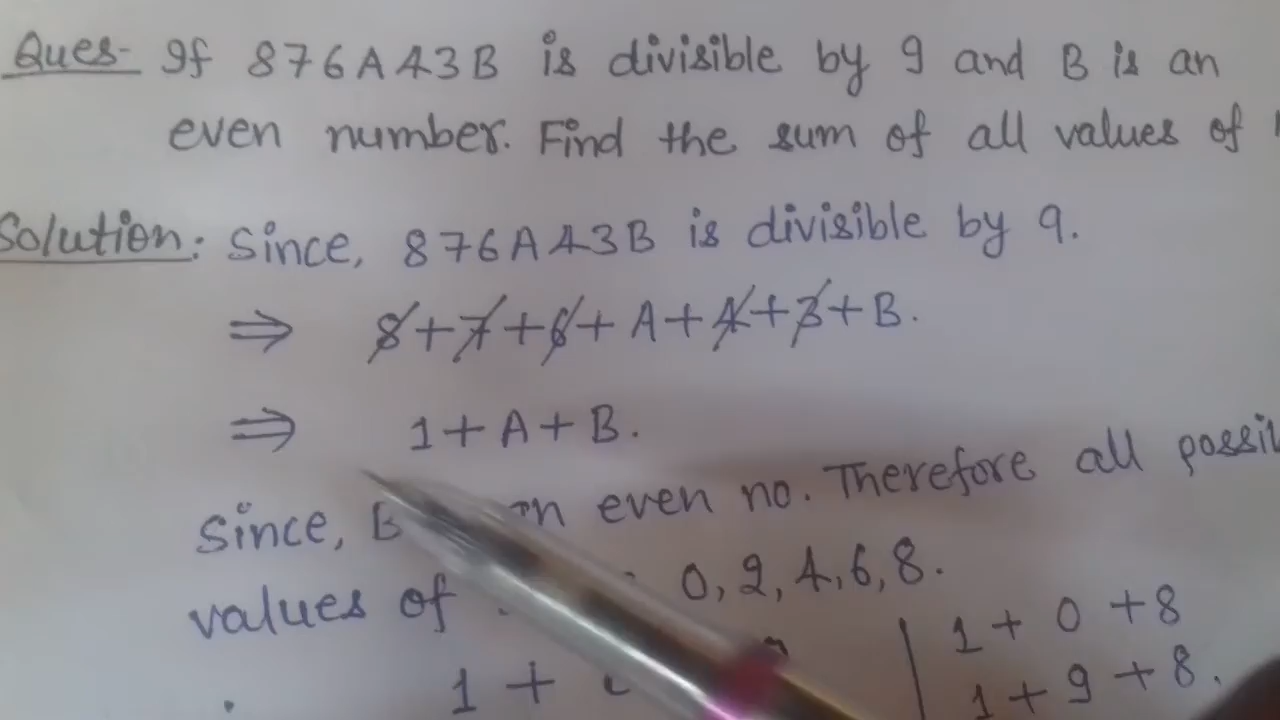 Ques- If 876A43B is divisible by 9 and B is an
even number. Find the sum of all values of
Solution: Since, 876A43B is divisible by 9.
⇒ 8+7+6+A+4+3+B.
⇒ 1+A+B.
Since, B even no. Therefore all
values of 0,2,4,6,8.
1 + 0 +8
1 +
1 + 9 +8.